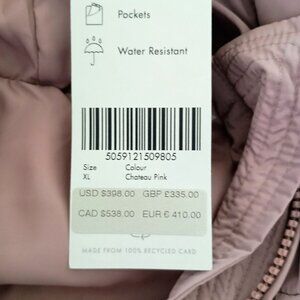 Pockets
Water Resistant
5059121509805
Size Colour
XL Chateau Pink
USD $398.00 GBP £335.00
CAD $538.00 EUR € 410.00
MADE FROM 100% RECYCLED CARD